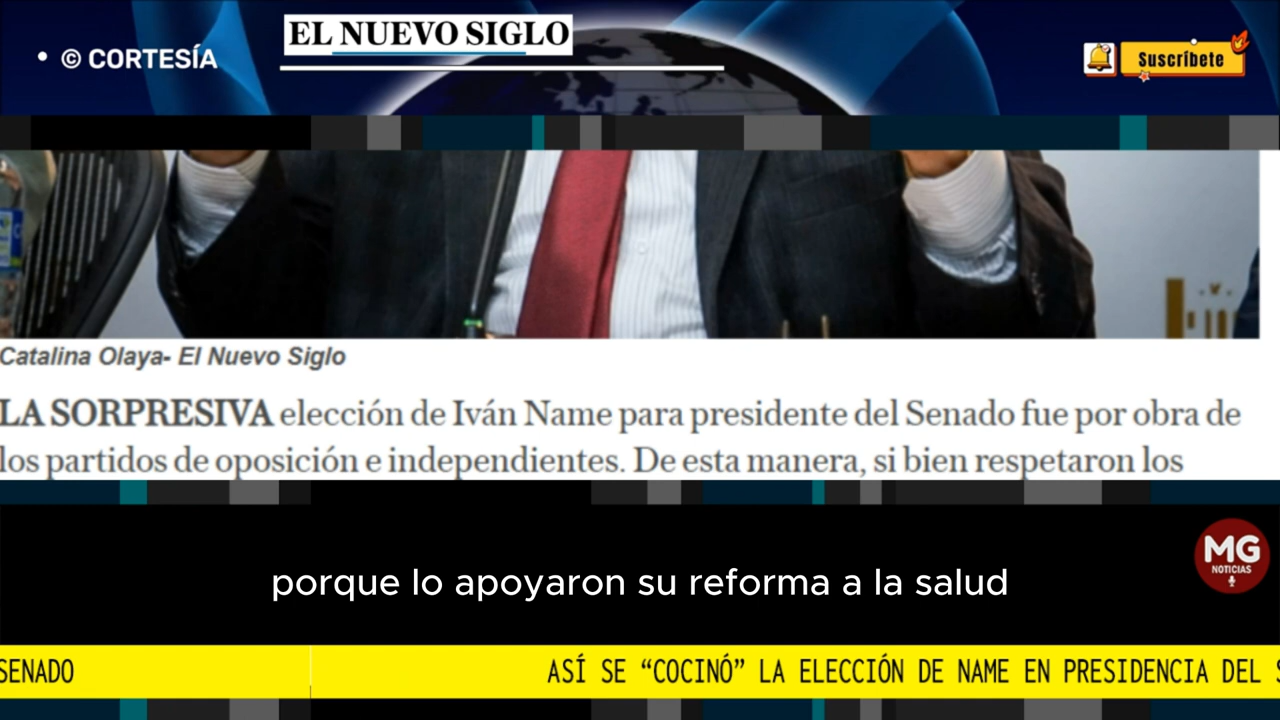 • © CORTESÍA
EL NUEVO SIGLO
Suscríbete
Catalina Olaya- El Nuevo Siglo
LA SORPRESIVA elección de Iván Name para presidente del Senado fue por obra de
los partidos de oposición e independientes. De esta manera, si bien respetaron los
porque lo apoyaron su reforma a la salud
MG
NOTICIAS
SENADO
ASÍ SE “COCINÓ” LA ELECCIÓN DE NAME EN PRESIDENCIA DEL